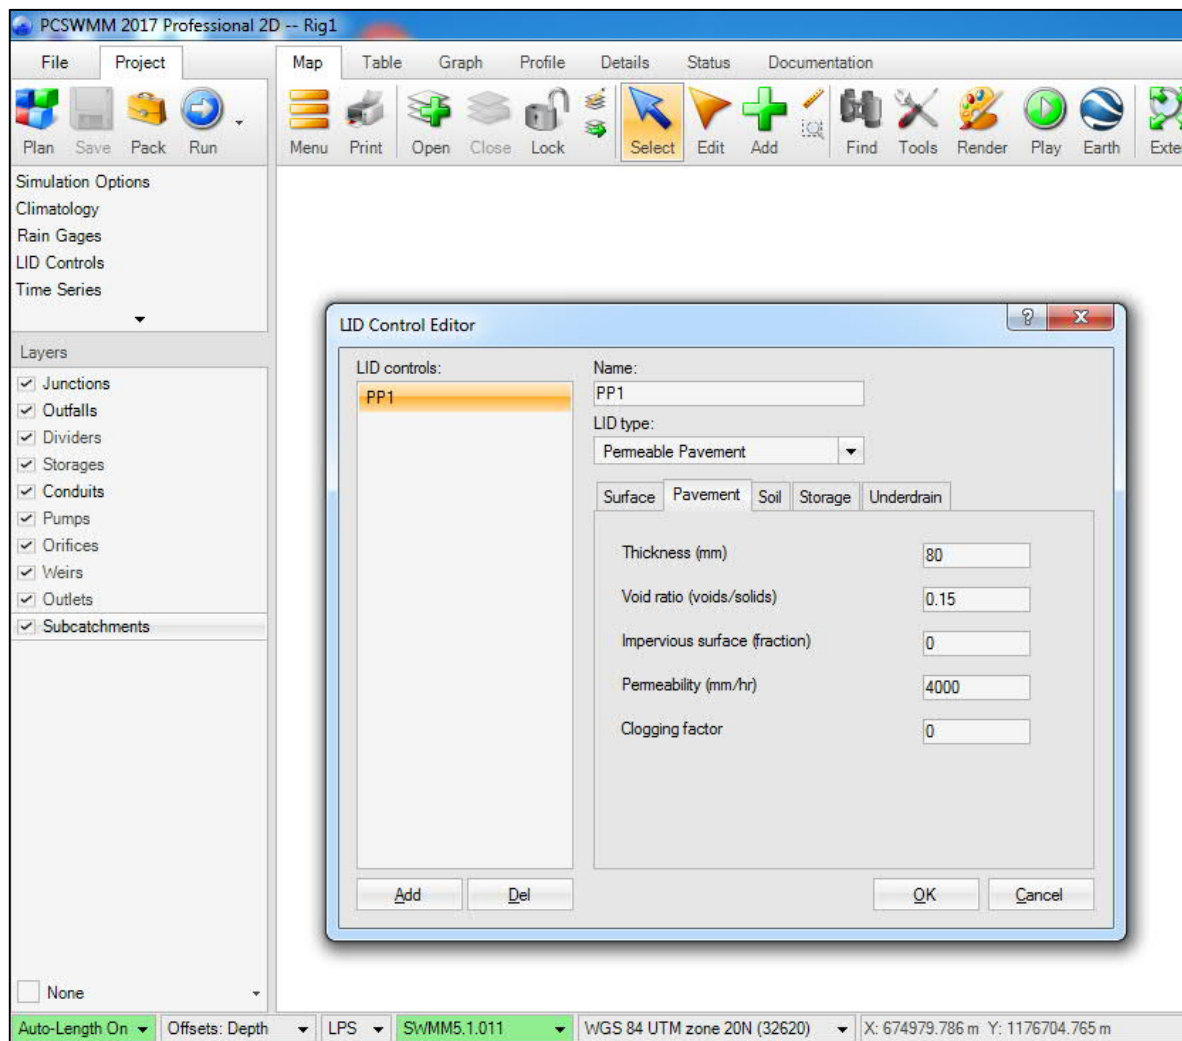 PCSWMM 2017 Professional 2D -- Rig1
File Project Map Table Graph Profile Details Status Documentation
Plan Save Pack Run Menu Print Open Close Lock Select Edit Add Find Tools Render Play Earth
Simulation Options
Climatology
Rain Gages
LID Controls
Time Series
Layers
Junctions
Outfalls
Dividers
Storages
Conduits
Pumps
Orifices
Weirs
Outlets
Subcatchments
None
LID Control Editor
?
LID controls:
PP1
Name:
PP1
LID type:
Permeable Pavement
Surface Pavement Soil Storage Underdrain
Thickness (mm) 80
Void ratio (voids/solids) 0.15
Impervious surface (fraction) 0
Permeability (mm/hr) 4000
Clogging factor 0
Add Del OK Cancel
Auto-Length On Offsets: Depth LPS SWMM5.1.011 WGS 84 UTM zone 20N (32620) X: 674979.786 m Y: 1176704.765 m